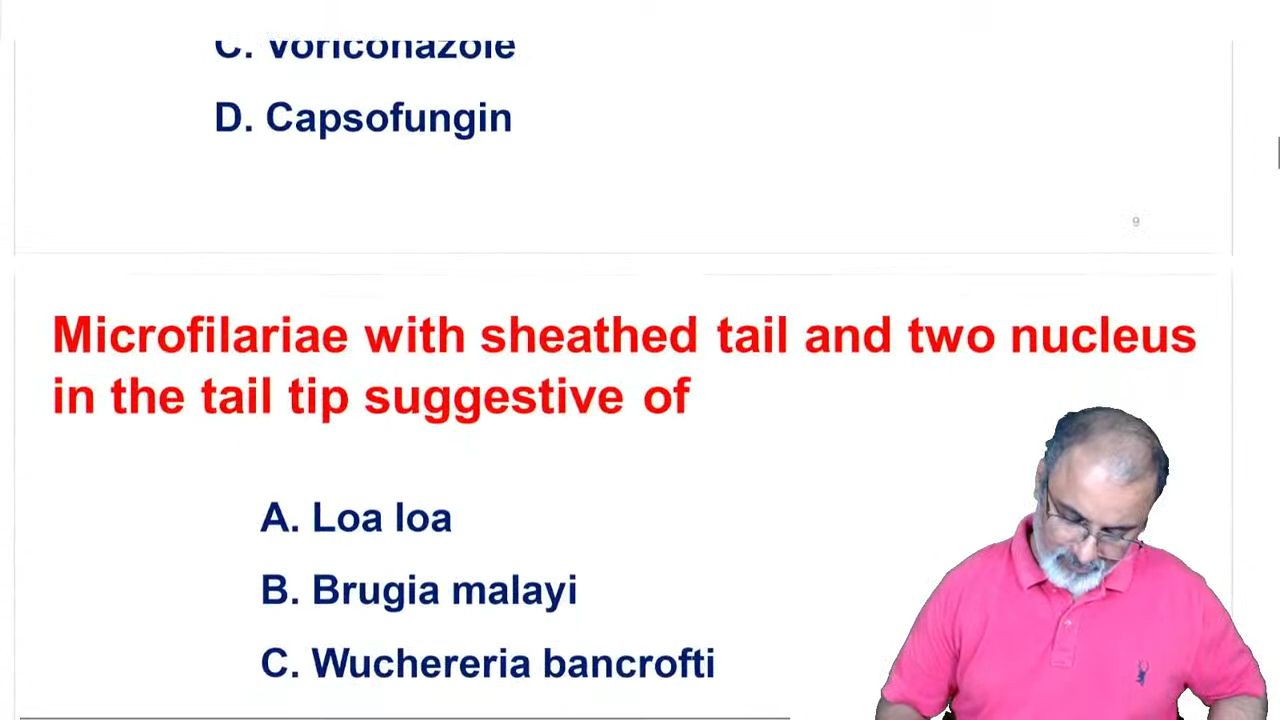 C. Voriconazole
D. Capsofungin
9
Microfilariae with sheathed tail and two nucleus
in the tail tip suggestive of
A. Loa loa
B. Brugia malayi
C. Wuchereria bancrofti